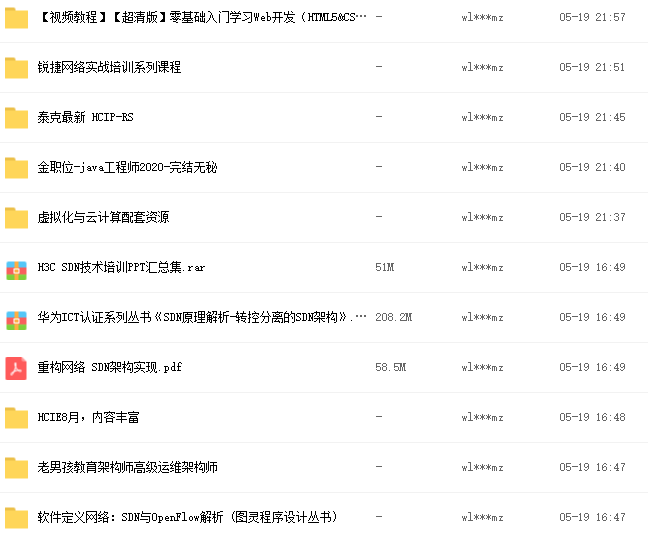 【视频教程】【超清版】零基础入门学习Web开发（HTML5&CS··· - wl***mz 05-19 21:57
锐捷网络实战培训系列课程 - wl***mz 05-19 21:51
泰克最新 HCIP-RS - wl***mz 05-19 21:45
金职位-java工程师2020-完结无秘 - wl***mz 05-19 21:40
虚拟化与云计算配套资源 - wl***mz 05-19 21:37
H3C SDN技术培训PPT汇总集.rar 51M wl***mz 05-19 16:49
华为ICT认证系列丛书《SDN原理解析-转控分离的SDN架构》.··· 208.2M wl***mz 05-19 16:49
重构网络 SDN架构实现.pdf 58.5M wl***mz 05-19 16:49
HCIE8月，内容丰富 - wl***mz 05-19 16:48
老男孩教育架构师高级运维架构师 - wl***mz 05-19 16:47
软件定义网络：SDN与OpenFlow解析（图灵程序设计丛书） - wl***mz 05-19 16:47